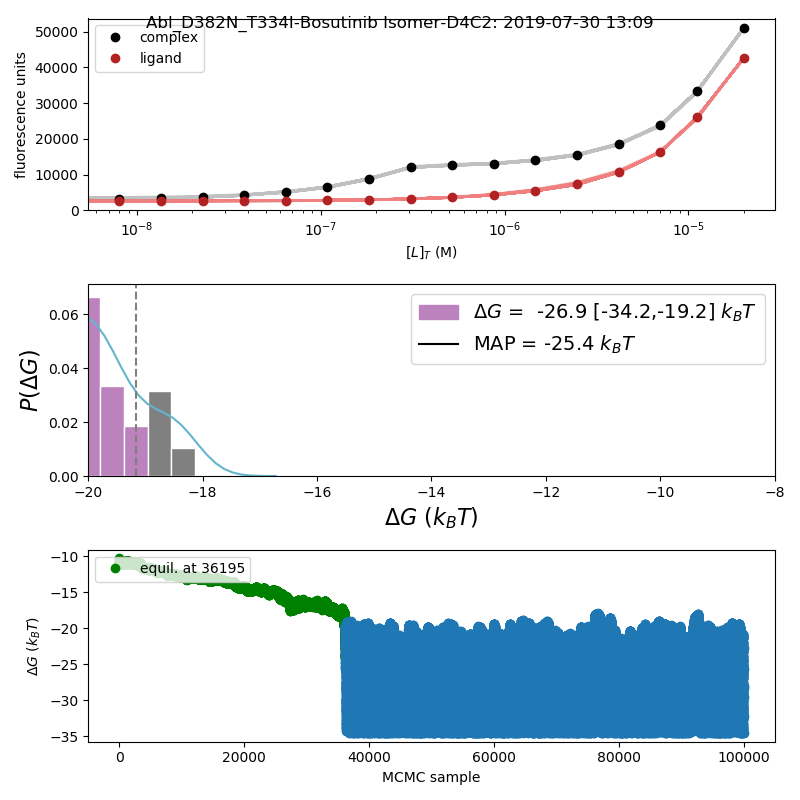 Abl_D382N_T334I-Bosutinib Isomer-D4C2: 2019-07-30 13:09
complex
ligand
fluorescence units
50000
40000
30000
20000
10000
0
10⁻⁸ 10⁻⁷ 10⁻⁶ 10⁻⁵
[L]_T (M)
ΔG = -26.9 [-34.2,-19.2] k_BT
MAP = -25.4 k_BT
P(ΔG)
0.06
0.04
0.02
0.00
−20 −18 −16 −14 −12 −10 −8
ΔG (k_BT)
equil. at 36195
ΔG (k_BT)
−10
−15
−20
−25
−30
−35
0 20000 40000 60000 80000 100000
MCMC sample